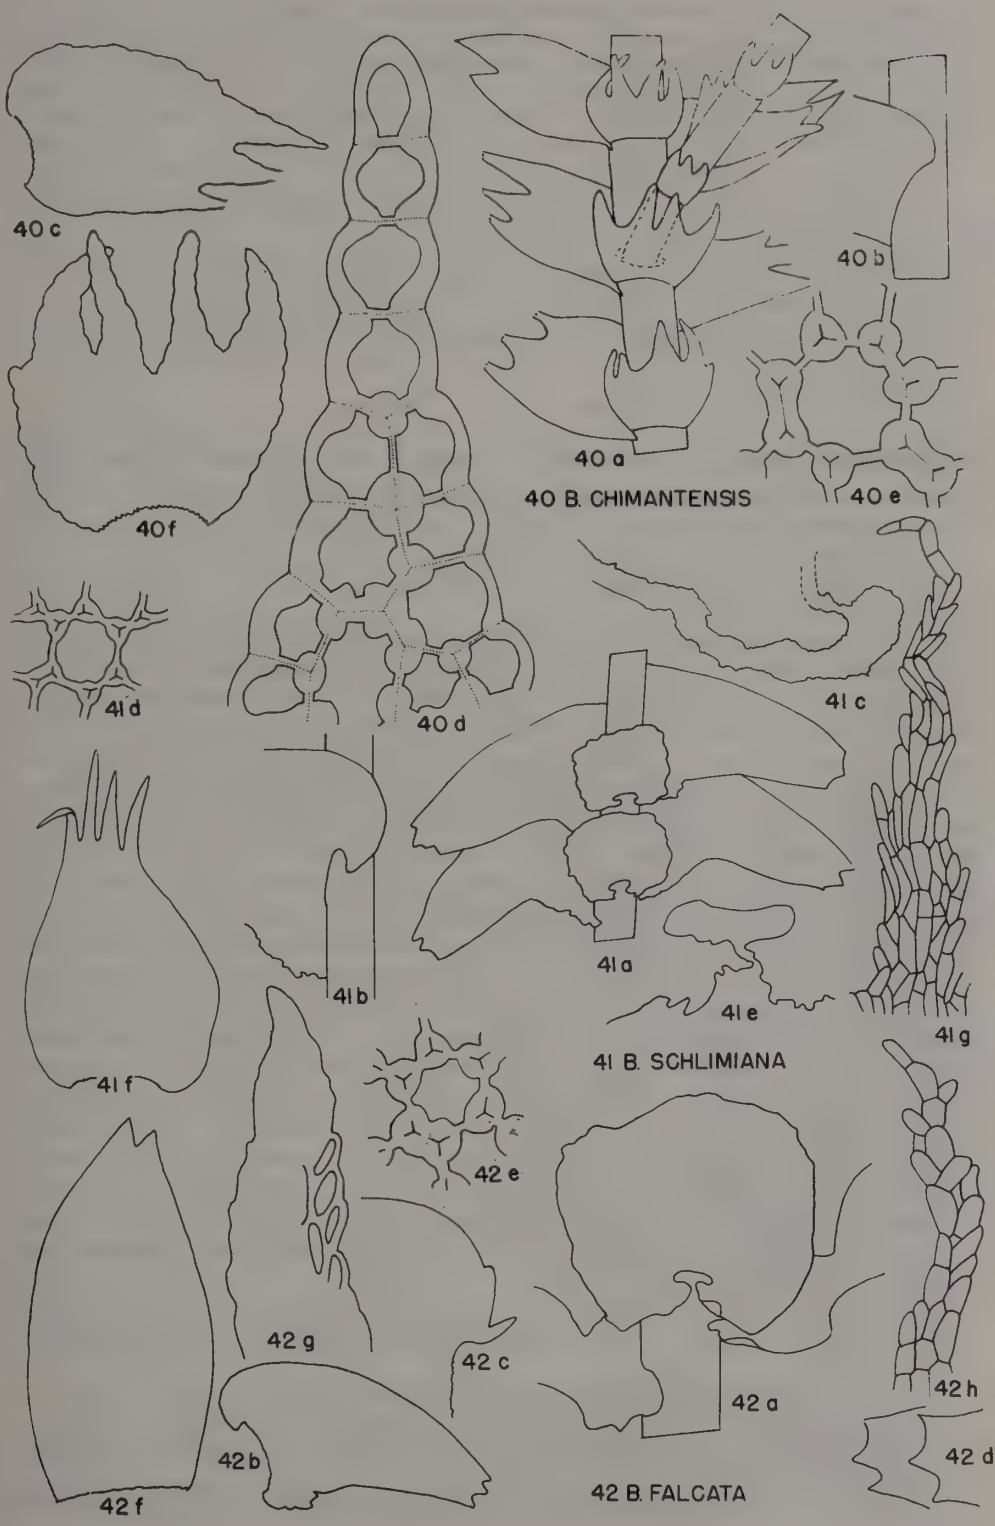 40 c
40 b
40 f
40 a
40 e
40 B. CHIMANTENSIS
41 d
40 d
41 c
41 b
41 a
41 e
41 g
41 f
41 B. SCHLIMIANA
42 e
42 g
42 c
42 a
42 h
42 b
42 d
42 f
42 B. FALCATA